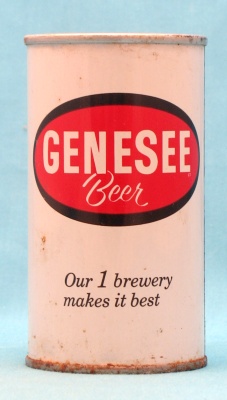 GENESEE
Beer
Our 1 brewery
makes it best